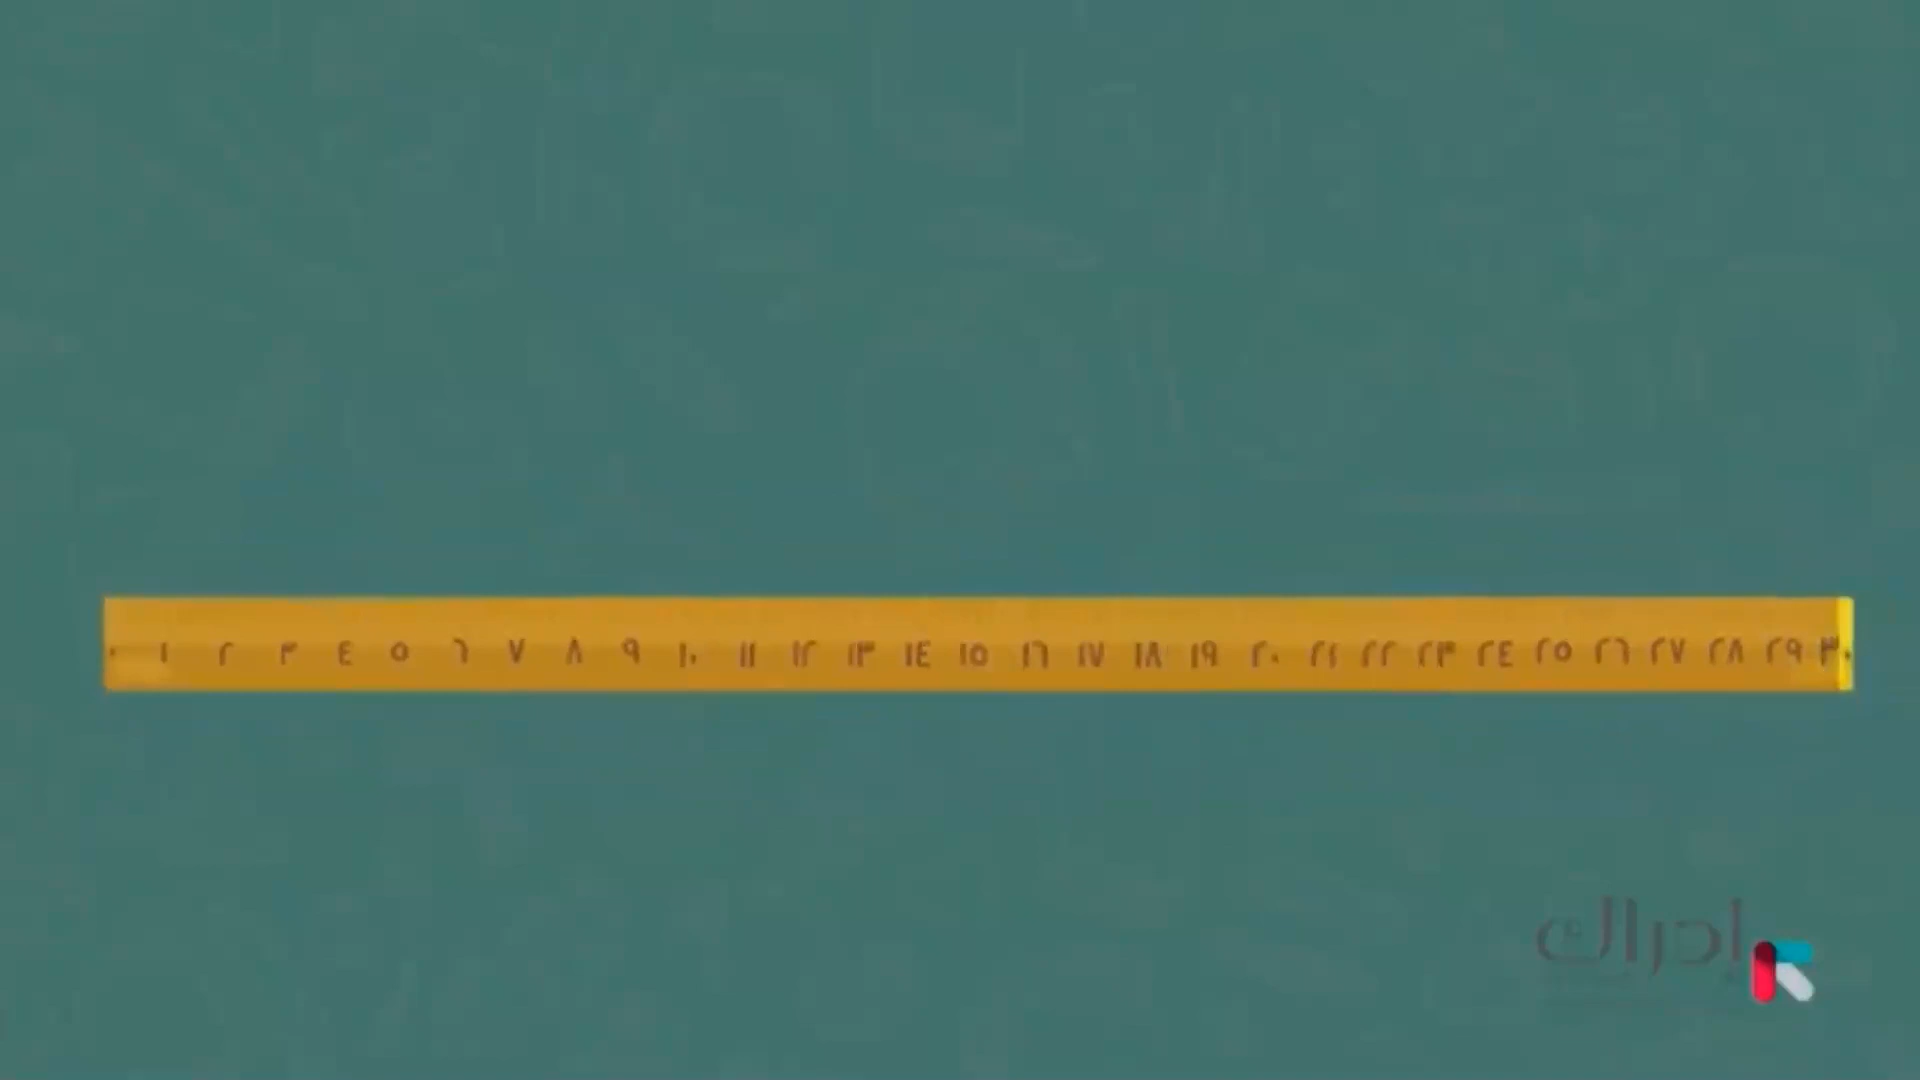 ٠ ١ ٢ ٣ ٤ ٥ ٦ ٧ ٨ ٩ ١٠ ١١ ١٢ ١٣ ١٤ ١٥ ١٦ ١٧ ١٨ ١٩ ٢٠ ٢١ ٢٢ ٢٣ ٢٤ ٢٥ ٢٦ ٢٧ ٢٨ ٢٩ ٣٠
إدراك